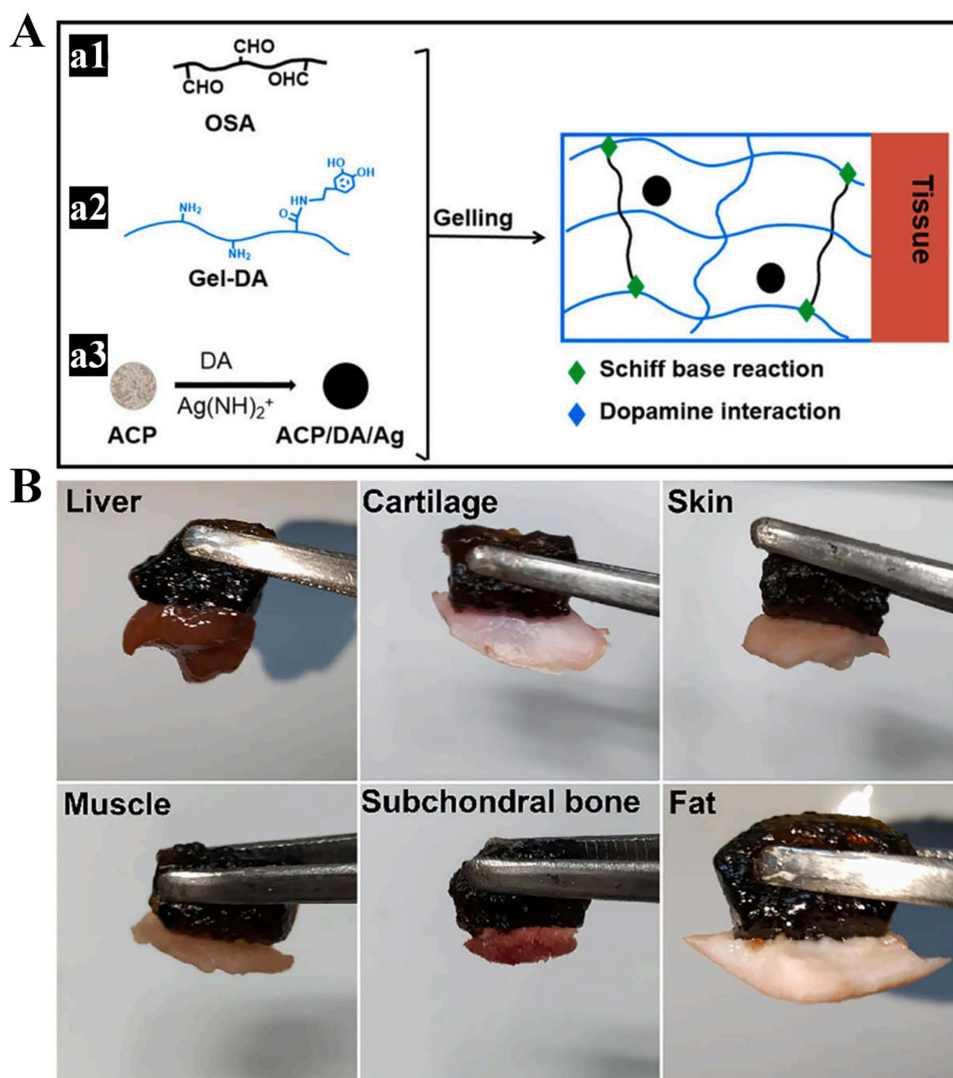 A
a1
CHO
CHO
OHC
OSA
a2
HO
OH
NH₂
HN
O
NH₂
Gel-DA
a3
DA
Ag(NH)₂⁺
ACP
ACP/DA/Ag
Gelling
Tissue
Schiff base reaction
Dopamine interaction
B
Liver
Cartilage
Skin
Muscle
Subchondral bone
Fat